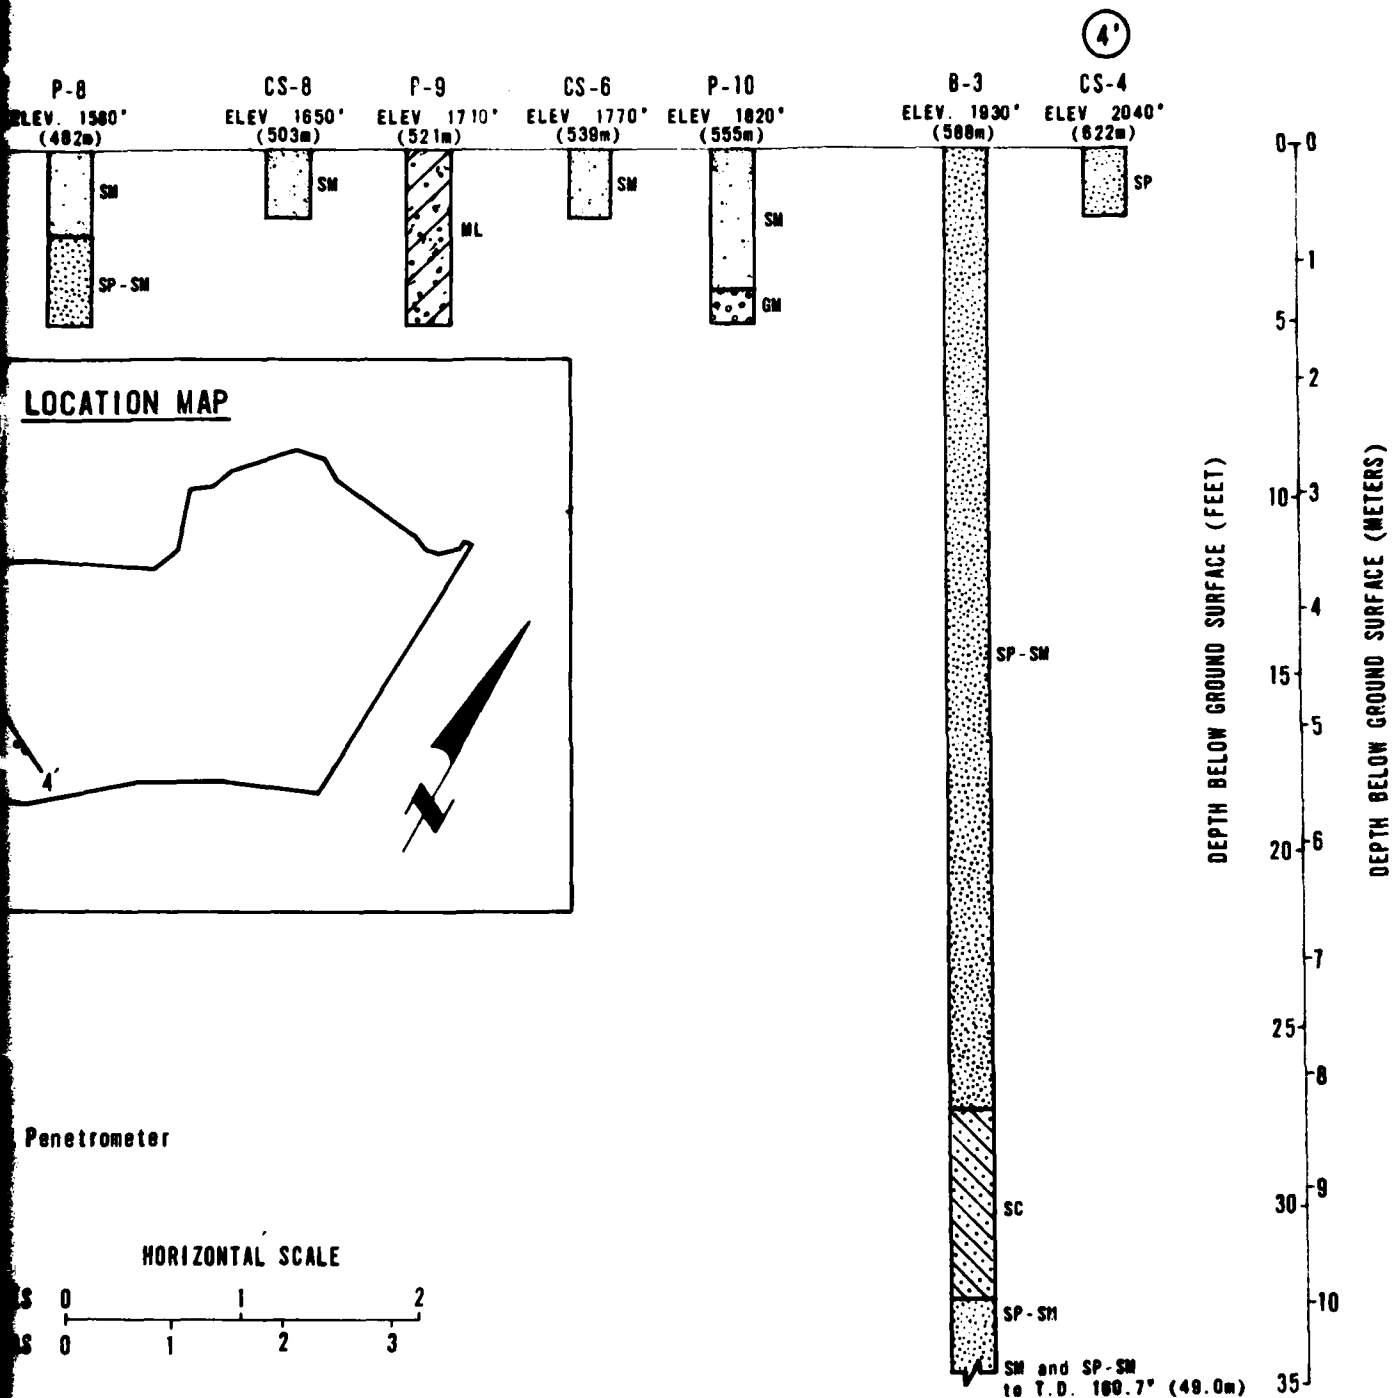 4'
P-8
ELEV. 1580'
(482m)
CS-8
ELEV 1650'
(503m)
P-9
ELEV. 1710'
(521m)
CS-6
ELEV 1770'
(539m)
P-10
ELEV. 1820'
(555m)
B-3
ELEV. 1930'
(588m)
CS-4
ELEV 2040'
(622m)
SM
SP-SM
SM
ML
SM
SM
GM
SP-SM
SC
SP-SM
SM and SP-SM
to T.D. 160.7' (49.0m)
SP
LOCATION MAP
4'
Penetrometer
HORIZONTAL SCALE
0 1 2
0 1 2 3
DEPTH BELOW GROUND SURFACE (FEET)
0
5
10
15
20
25
30
35
0
1
2
3
4
5
6
7
8
9
10
DEPTH BELOW GROUND SURFACE (METERS)